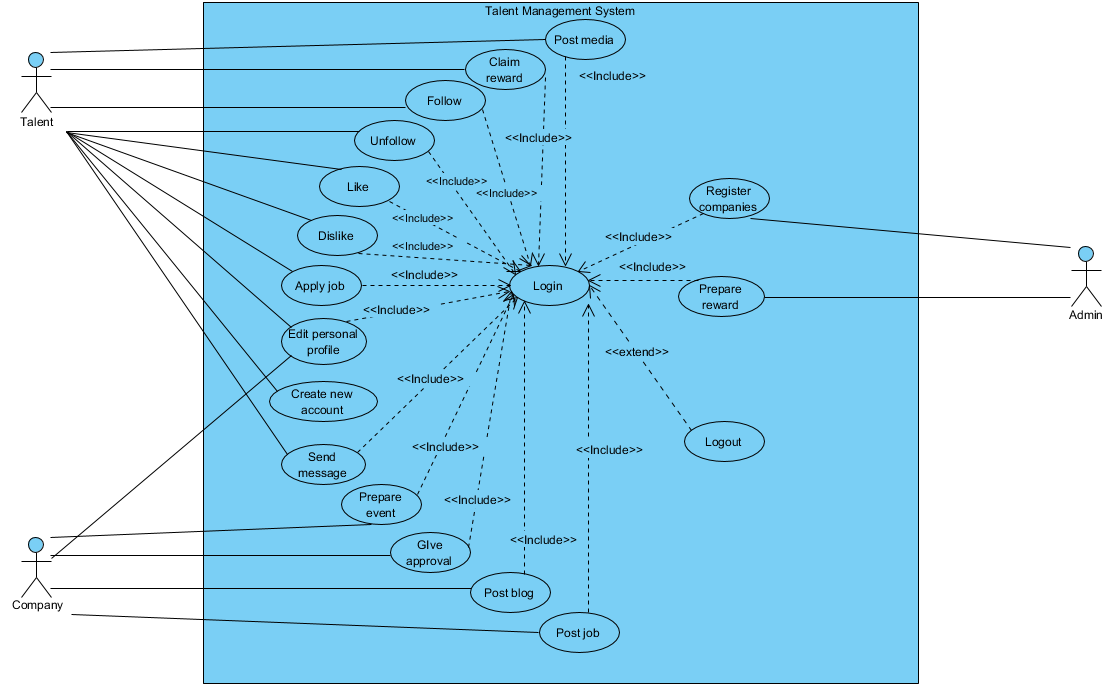 Talent Management System
Post media
Claim
reward
<<Include>>
Follow
Talent
<<Include>>
Unfollow
<<Include>>
<<Include>>
Like
Register
companies
<<Include>>
Dislike
<<Include>>
<<Include>>
<<Include>>
Apply job
<<Include>>
Login
Prepare
reward
Admin
<<Include>>
Edit personal
profile
<<extend>>
<<Include>>
Create new
account
Logout
<<Include>>
<<Include>>
Send
message
Prepare
event
<<Include>>
GIve
approval
<<Include>>
Post blog
Company
Post job